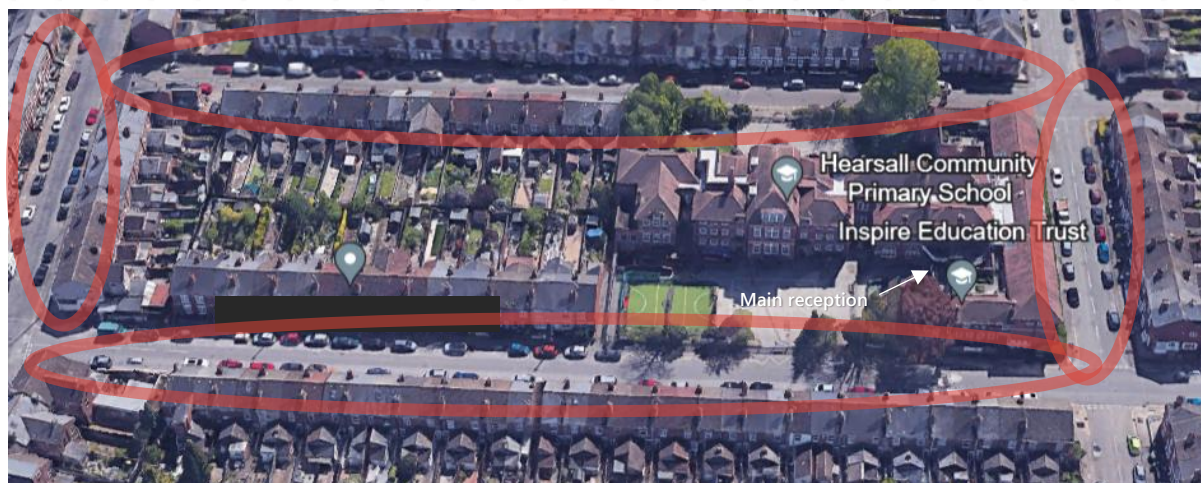 Hearsall Community
Primary School
Inspire Education Trust
Main reception